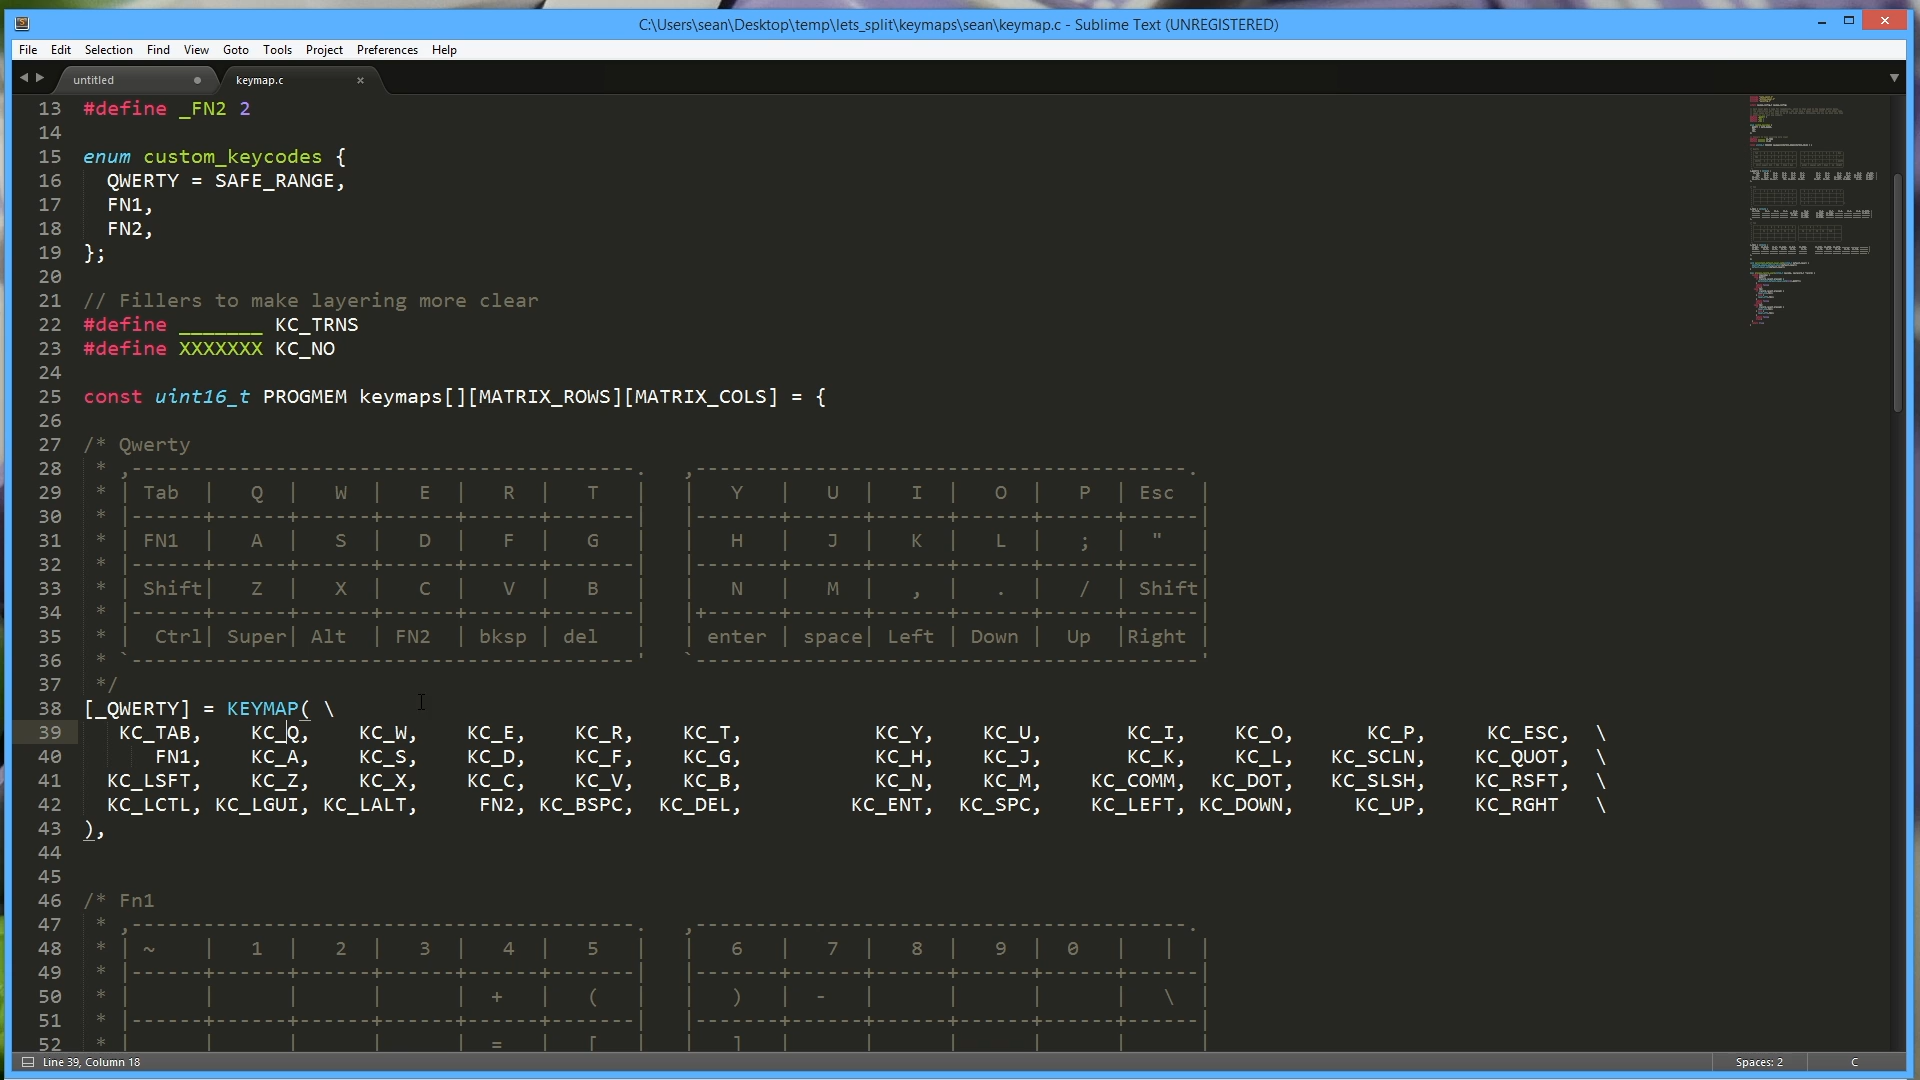 C:\Users\sean\Desktop\temp\lets_split\keymaps\sean\keymap.c - Sublime Text (UNREGISTERED)
File Edit Selection Find View Goto Tools Project Preferences Help
untitled keymap.c
13 #define _FN2 2
14
15 enum custom_keycodes {
16   QWERTY = SAFE_RANGE,
17   FN1,
18   FN2,
19 };
20
21 // Fillers to make layering more clear
22 #define _______ KC_TRNS
23 #define XXXXXXX KC_NO
24
25 const uint16_t PROGMEM keymaps[][MATRIX_ROWS][MATRIX_COLS] = {
26
27 /* Qwerty
28  * ,------------------------------------------.   ,-----------------------------------------.
29  * | Tab  |   Q  |   W  |   E  |   R  |   T   |   |   Y   |   U  |   I  |   O  |   P  | Esc  |
30  * |------+------+------+------+------+-------|   |-------+------+------+------+------+------|
31  * | FN1  |   A  |   S  |   D  |   F  |   G   |   |   H   |   J  |   K  |   L  |   ;  |  "   |
32  * |------+------+------+------+------+-------|   |-------+------+------+------+------+------|
33  * | Shift|   Z  |   X  |   C  |   V  |   B   |   |   N   |   M  |   ,  |   .  |   /  | Shift|
34  * |------+------+------+------+------+-------|   |+------+------+------+------+------+------|
35  * |  Ctrl| Super| Alt  | FN2  | bksp | del   |   | enter | space| Left | Down |  Up  |Right |
36  * `------------------------------------------'   `------------------------------------------'
37  */
38 [_QWERTY] = KEYMAP( \
39    KC_TAB,    KC_Q,    KC_W,    KC_E,    KC_R,    KC_T,           KC_Y,    KC_U,       KC_I,    KC_O,      KC_P,     KC_ESC,  \
40       FN1,    KC_A,    KC_S,    KC_D,    KC_F,    KC_G,           KC_H,    KC_J,       KC_K,    KC_L,   KC_SCLN,    KC_QUOT,  \
41   KC_LSFT,    KC_Z,    KC_X,    KC_C,    KC_V,    KC_B,           KC_N,    KC_M,    KC_COMM,  KC_DOT,   KC_SLSH,    KC_RSFT,  \
42   KC_LCTL, KC_LGUI, KC_LALT,     FN2, KC_BSPC,  KC_DEL,         KC_ENT,  KC_SPC,    KC_LEFT, KC_DOWN,     KC_UP,    KC_RGHT   \
43 ),
44
45
46 /* Fn1
47  * ,------------------------------------------.   ,-----------------------------------------.
48  * | ~    |   1  |   2  |   3  |   4  |   5   |   |   6   |   7  |   8  |   9  |  0   |   |  |
49  * |------+------+------+------+------+-------|   |-------+------+------+------+------+------|
50  * |      |      |      |      |  +   |   (   |   |   )   |  -   |      |      |      |   \  |
51  * |------+------+------+------+------+-------|   |-------+------+------+------+------+------|
52  * |      |      |      |      |  =   |   [   |   |   ]   |      |      |      |      |      |
Line 39, Column 18 Spaces: 2 C